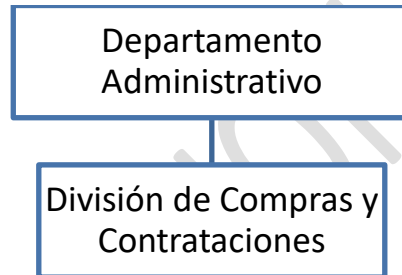 Departamento
Administrativo
División de Compras y
Contrataciones